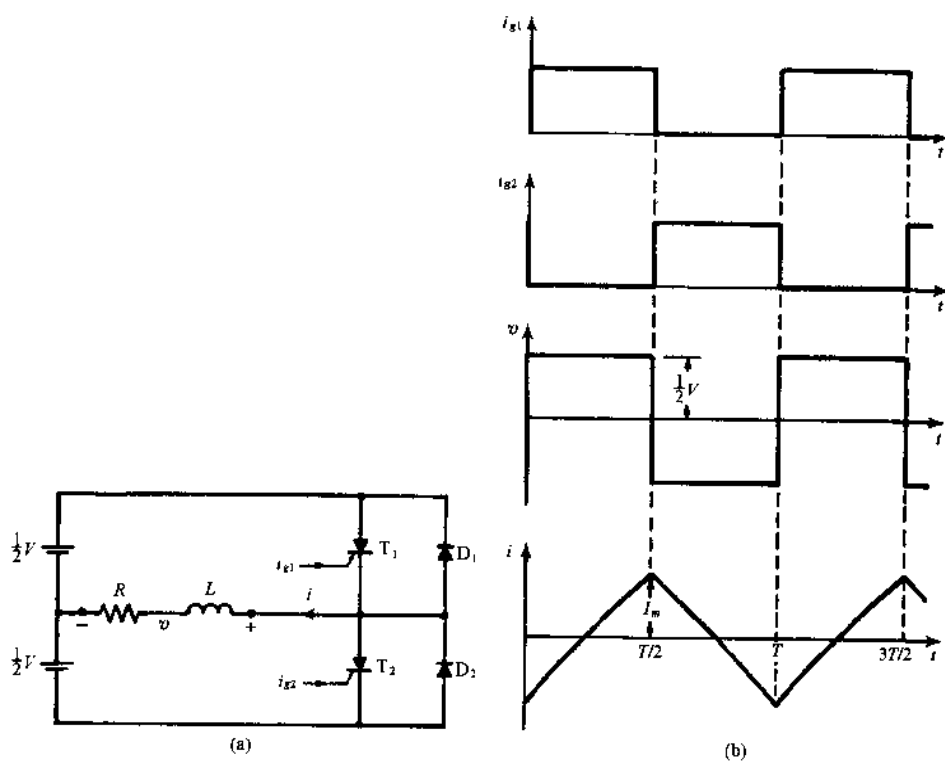 i_g1
t
i_g2
t
v
½V
t
i
I_m
T/2
T
3T/2
t
½V
R
L
v
−
+
i
i_g1
T₁
D₁
½V
i_g2
T₂
D₂
(a)
(b)